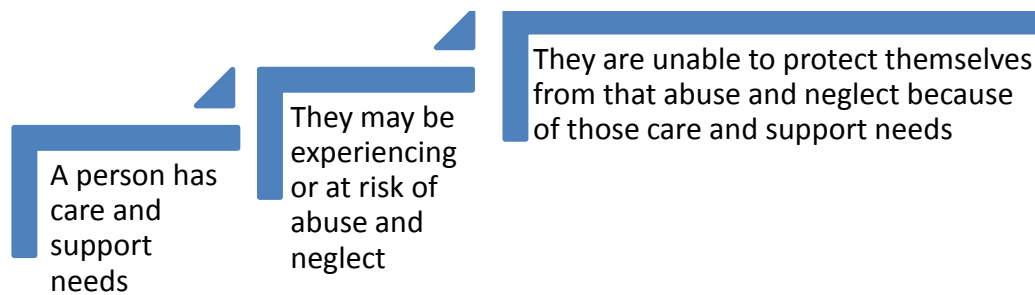 A person has
care and
support
needs
They may be
experiencing
or at risk of
abuse and
neglect
They are unable to protect themselves
from that abuse and neglect because
of those care and support needs